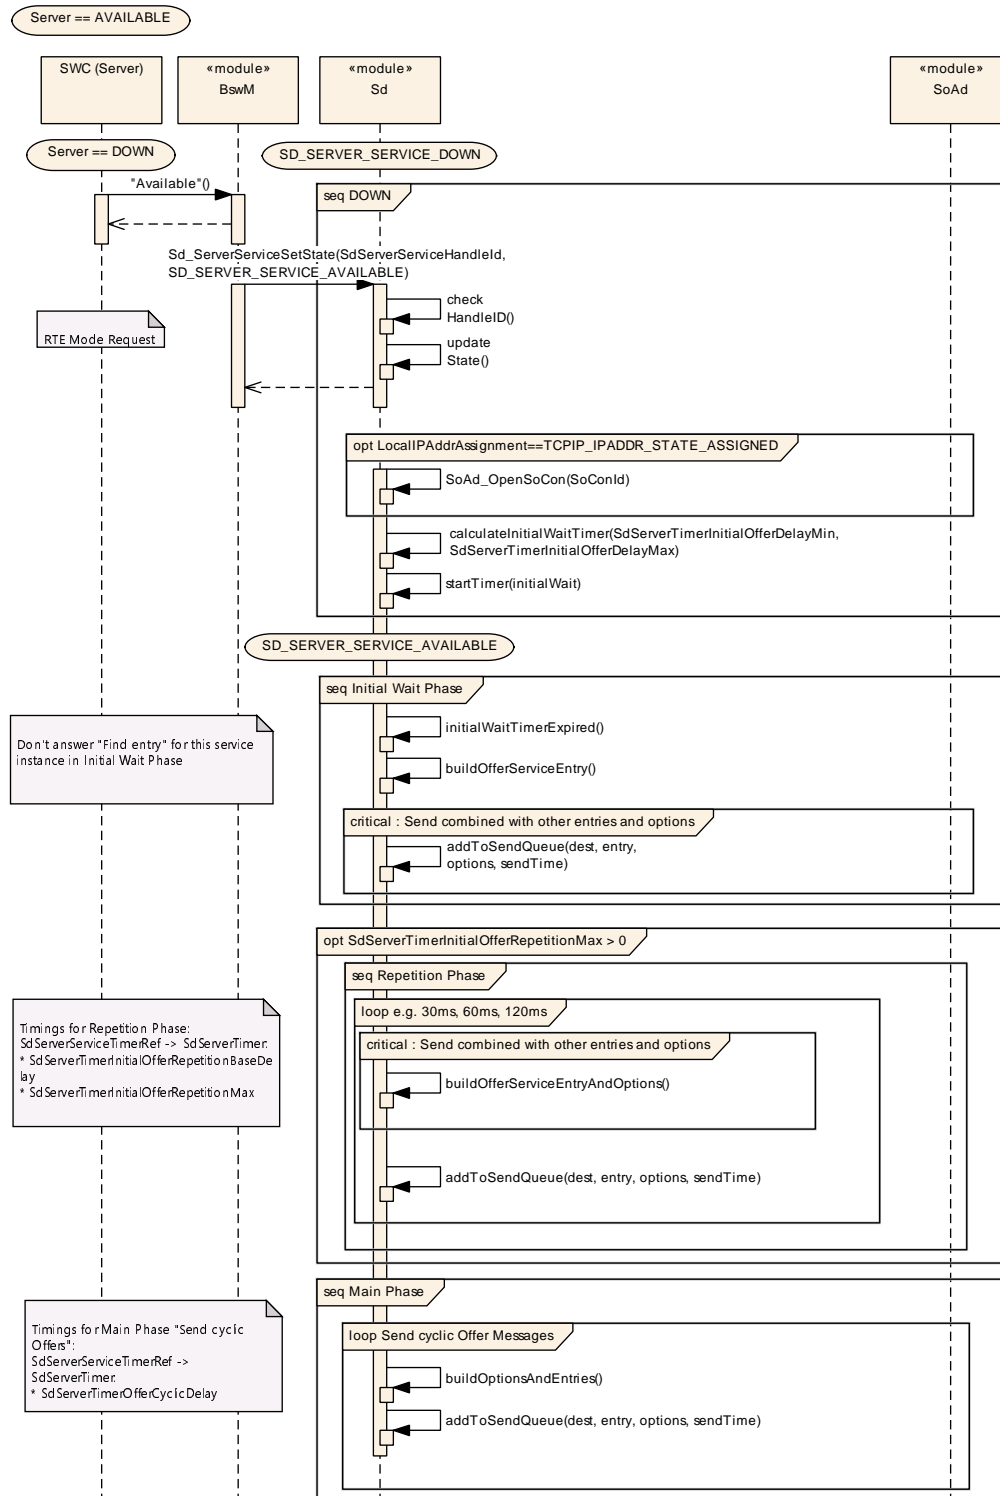 Server == AVAILABLE
SWC (Server)
«module»
BswM
«module»
Sd
«module»
SoAd
Server == DOWN
SD_SERVER_SERVICE_DOWN
"Available"()
seq DOWN
Sd_ServerServiceSetState(SdServerServiceHandleId,
SD_SERVER_SERVICE_AVAILABLE)
check
HandleID()
RTE Mode Request
update
State()
opt LocalIPAddrAssignment==TCPIP_IPADDR_STATE_ASSIGNED
SoAd_OpenSoCon(SoConId)
calculateInitialWaitTimer(SdServerTimerInitialOfferDelayMin,
SdServerTimerInitialOfferDelayMax)
startTimer(initialWait)
SD_SERVER_SERVICE_AVAILABLE
seq Initial Wait Phase
initialWaitTimerExpired()
Don't answer "Find entry" for this service
instance in Initial Wait Phase
buildOfferServiceEntry()
critical : Send combined with other entries and options
addToSendQueue(dest, entry,
options, sendTime)
opt SdServerTimerInitialOfferRepetitionMax > 0
seq Repetition Phase
loop e.g. 30ms, 60ms, 120ms
Timings for Repetition Phase:
SdServerServiceTimerRef -> SdServerTimer:
* SdServerTimerInitialOfferRepetitionBaseDe
lay
* SdServerTimerInitialOfferRepetitionMax
critical : Send combined with other entries and options
buildOfferServiceEntryAndOptions()
addToSendQueue(dest, entry, options, sendTime)
seq Main Phase
Timings for Main Phase "Send cyclic
Offers":
SdServerServiceTimerRef ->
SdServerTimer:
* SdServerTimerOfferCyclicDelay
loop Send cyclic Offer Messages
buildOptionsAndEntries()
addToSendQueue(dest, entry, options, sendTime)